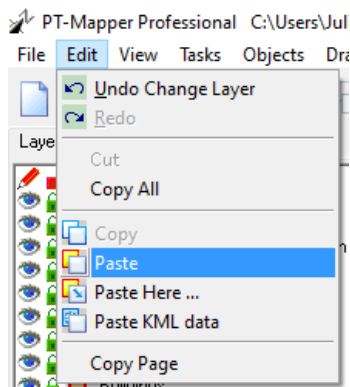 PT-Mapper Professional C:\Users\Jul
File Edit View Tasks Objects Dra
Undo Change Layer
Redo
Laye
Cut
Copy All
Copy
Paste
Paste Here ...
Paste KML data
Copy Page